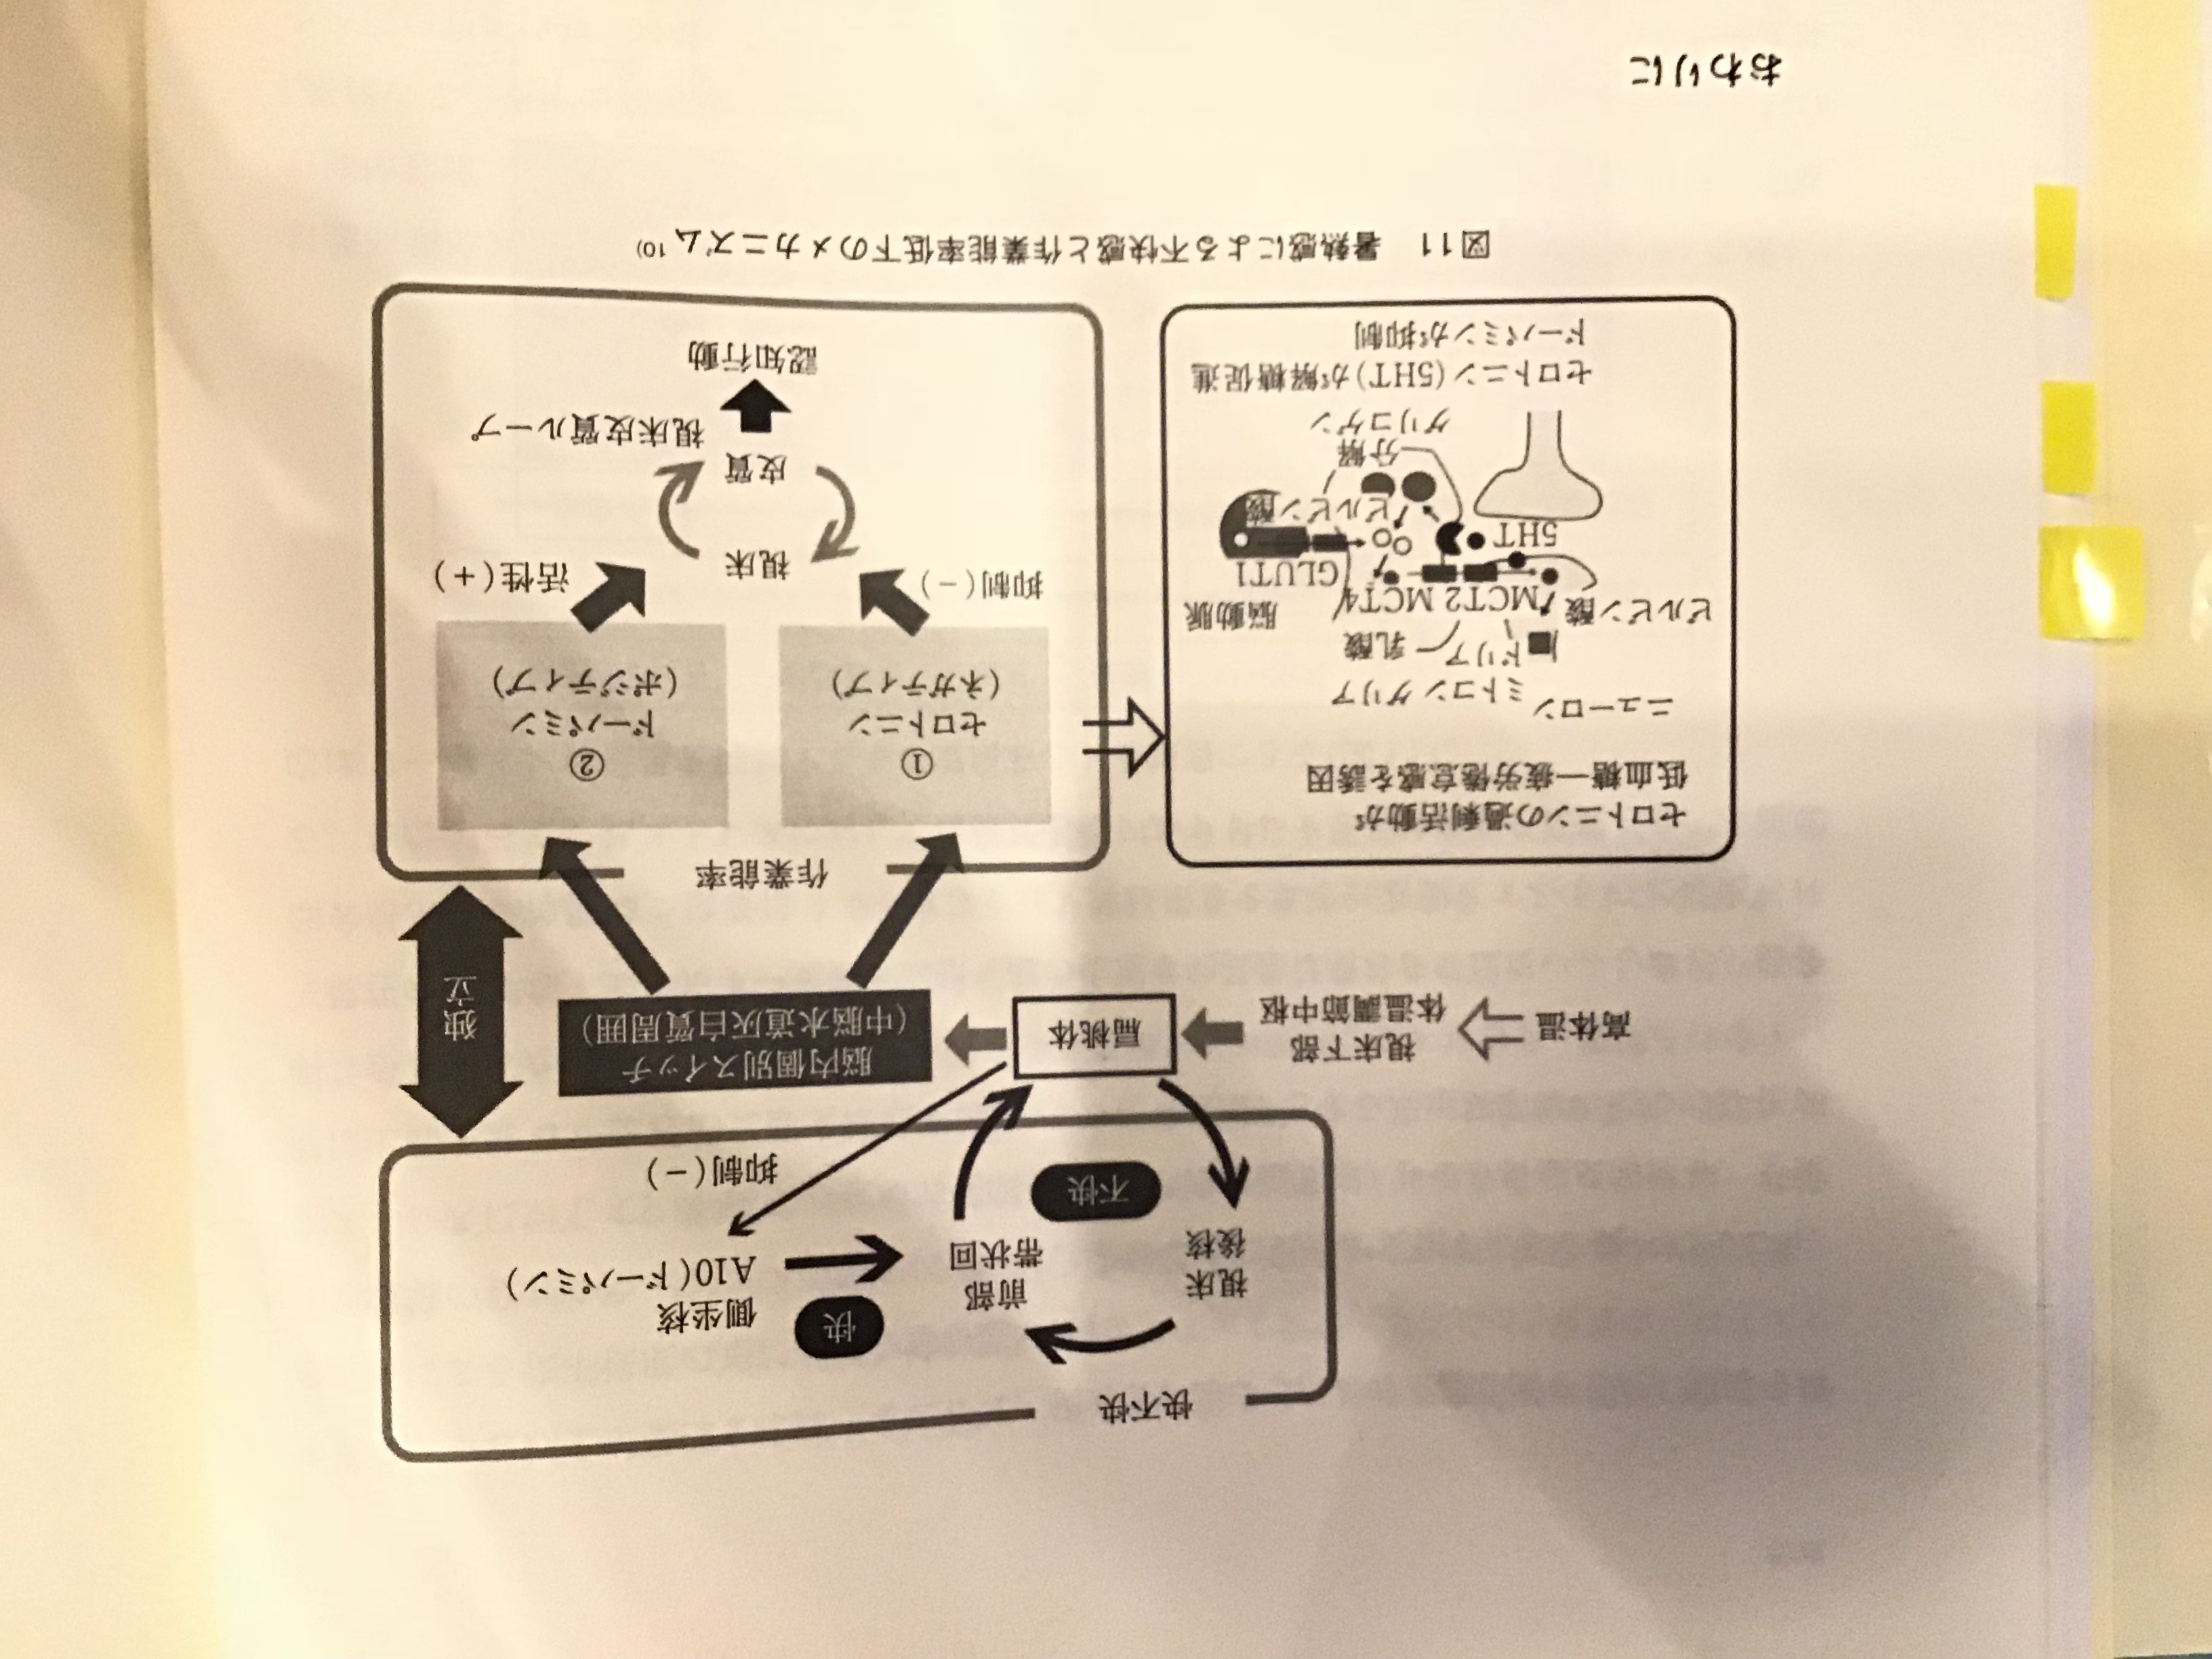 快不快
視床
後核
前部
帯状回
快
側坐核
A10(ドーパミン)
不快
抑制(－)
高体温
視床下部
体温調節中枢
扁桃体
脳内個別スイッチ
(中脳水道灰白質周囲)
独立
作業能率
セロトニンの過剰活動が
低血糖―疲労倦怠感を誘因
①
セロトニン
(ネガティブ)
②
ドーパミン
(ポジティブ)
ニューロン
ミトコン グリア
ドリア
乳酸
ピルビン酸
MCT2 MCT4
脳動脈
GLUT1
5HT
ピルビン酸
分解
グリコゲン
セロトニン(5HT)が解糖促進
ドーパミンが抑制
抑制(－)
視床
活性(＋)
皮質
視床皮質ループ
認知行動
図11 暑熱感による不快感と作業能率低下のメカニズム10)
おわりに